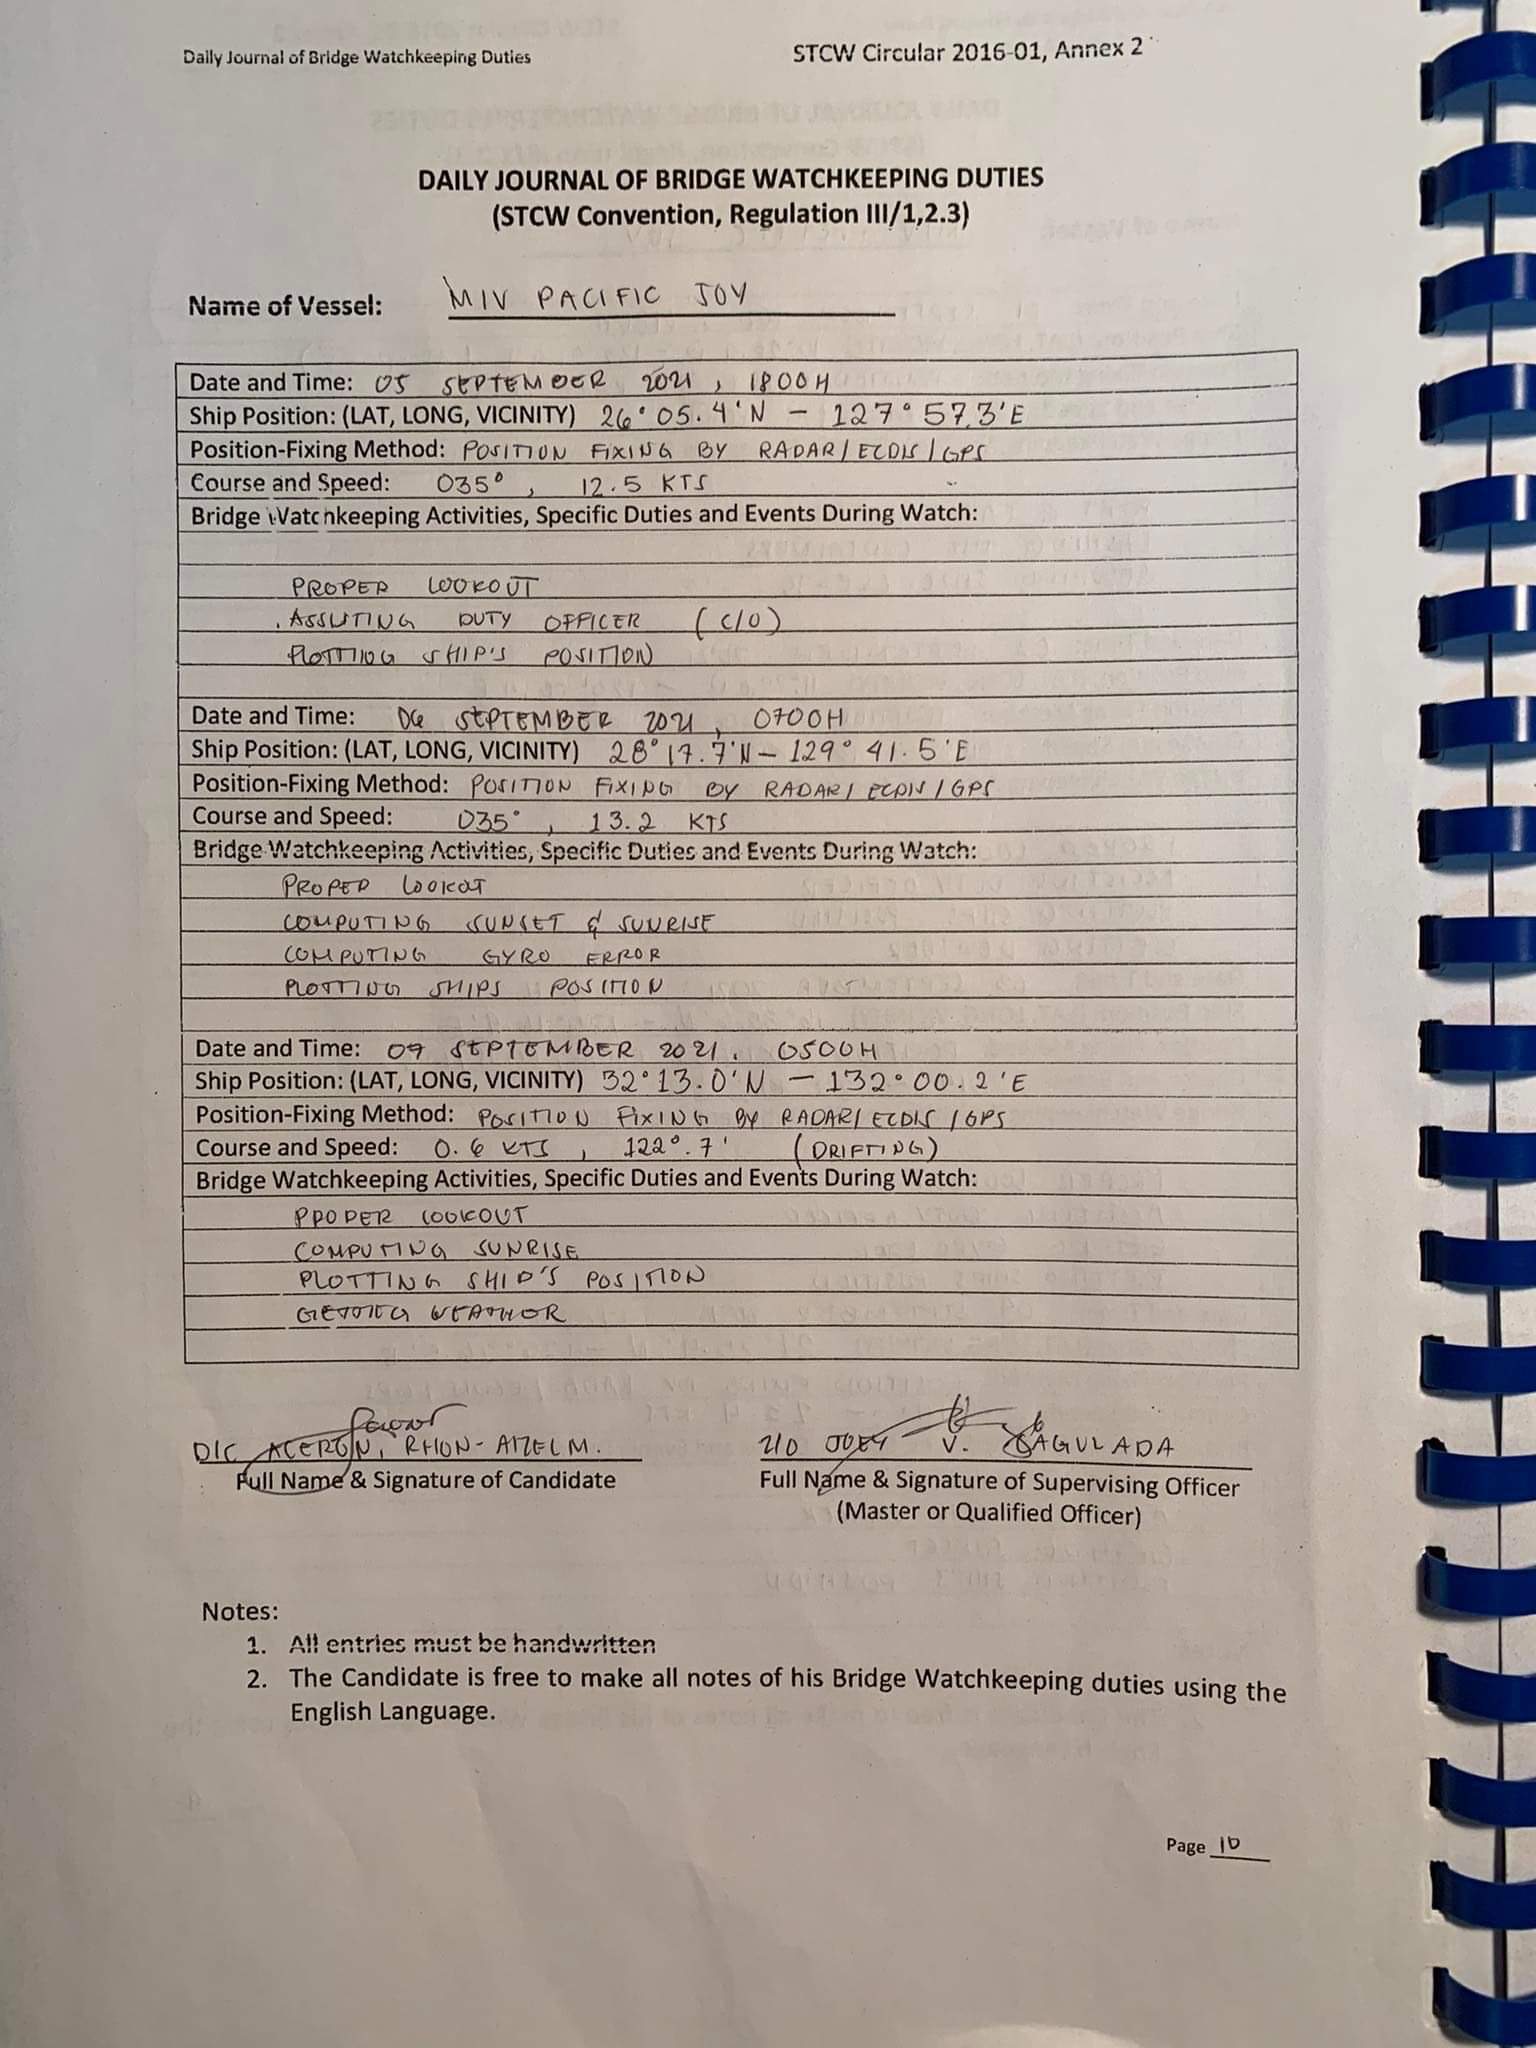 Daily Journal of Bridge Watchkeeping Duties
STCW Circular 2016-01, Annex 2
DAILY JOURNAL OF BRIDGE WATCHKEEPING DUTIES
(STCW Convention, Regulation III/1,2.3)
Name of Vessel: M/V PACIFIC JOY
Date and Time: 05 SEPTEMBER 2021, 1800H
Ship Position: (LAT, LONG, VICINITY) 26° 05.4'N - 127° 57.3'E
Position-Fixing Method: POSITION FIXING BY RADAR/ECDIS/GPS
Course and Speed: 035°, 12.5 KTS
Bridge Watchkeeping Activities, Specific Duties and Events During Watch:
PROPER LOOKOUT
ASSISTING DUTY OFFICER (C/O)
PLOTTING SHIP'S POSITION
Date and Time: 06 SEPTEMBER 2021, 0700H
Ship Position: (LAT, LONG, VICINITY) 28° 17.7'N - 129° 41.5'E
Position-Fixing Method: POSITION FIXING BY RADAR/ECDIS/GPS
Course and Speed: 035°, 13.2 KTS
Bridge Watchkeeping Activities, Specific Duties and Events During Watch:
PROPER LOOKOUT
COMPUTING SUNSET & SUNRISE
COMPUTING GYRO ERROR
PLOTTING SHIPS POSITION
Date and Time: 09 SEPTEMBER 2021, 0500H
Ship Position: (LAT, LONG, VICINITY) 32° 13.0'N - 132° 00.2'E
Position-Fixing Method: POSITION FIXING BY RADAR/ECDIS/GPS
Course and Speed: 0.6 KTS, 122°.7' (DRIFTING)
Bridge Watchkeeping Activities, Specific Duties and Events During Watch:
PROPER LOOKOUT
COMPUTING SUNRISE
PLOTTING SHIP'S POSITION
GETTING WEATHER
D/C ACERON, RHON-AIZEL M.
2/O JOEY V. SAGULADA
Full Name & Signature of Candidate
Full Name & Signature of Supervising Officer
(Master or Qualified Officer)
Notes:
1. All entries must be handwritten
2. The Candidate is free to make all notes of his Bridge Watchkeeping duties using the
English Language.
Page 10